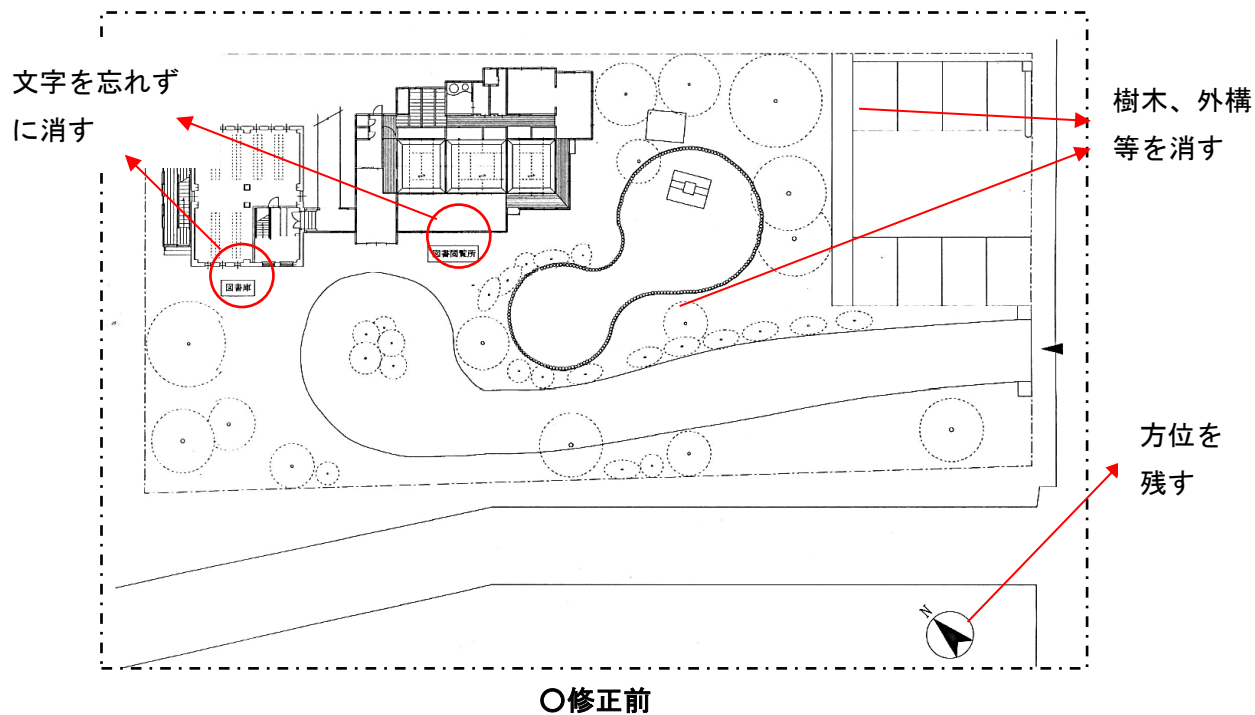 文字を忘れず
に消す
樹木、外構
等を消す
図書閲覧所
図書庫
方位を
残す
N
〇修正前